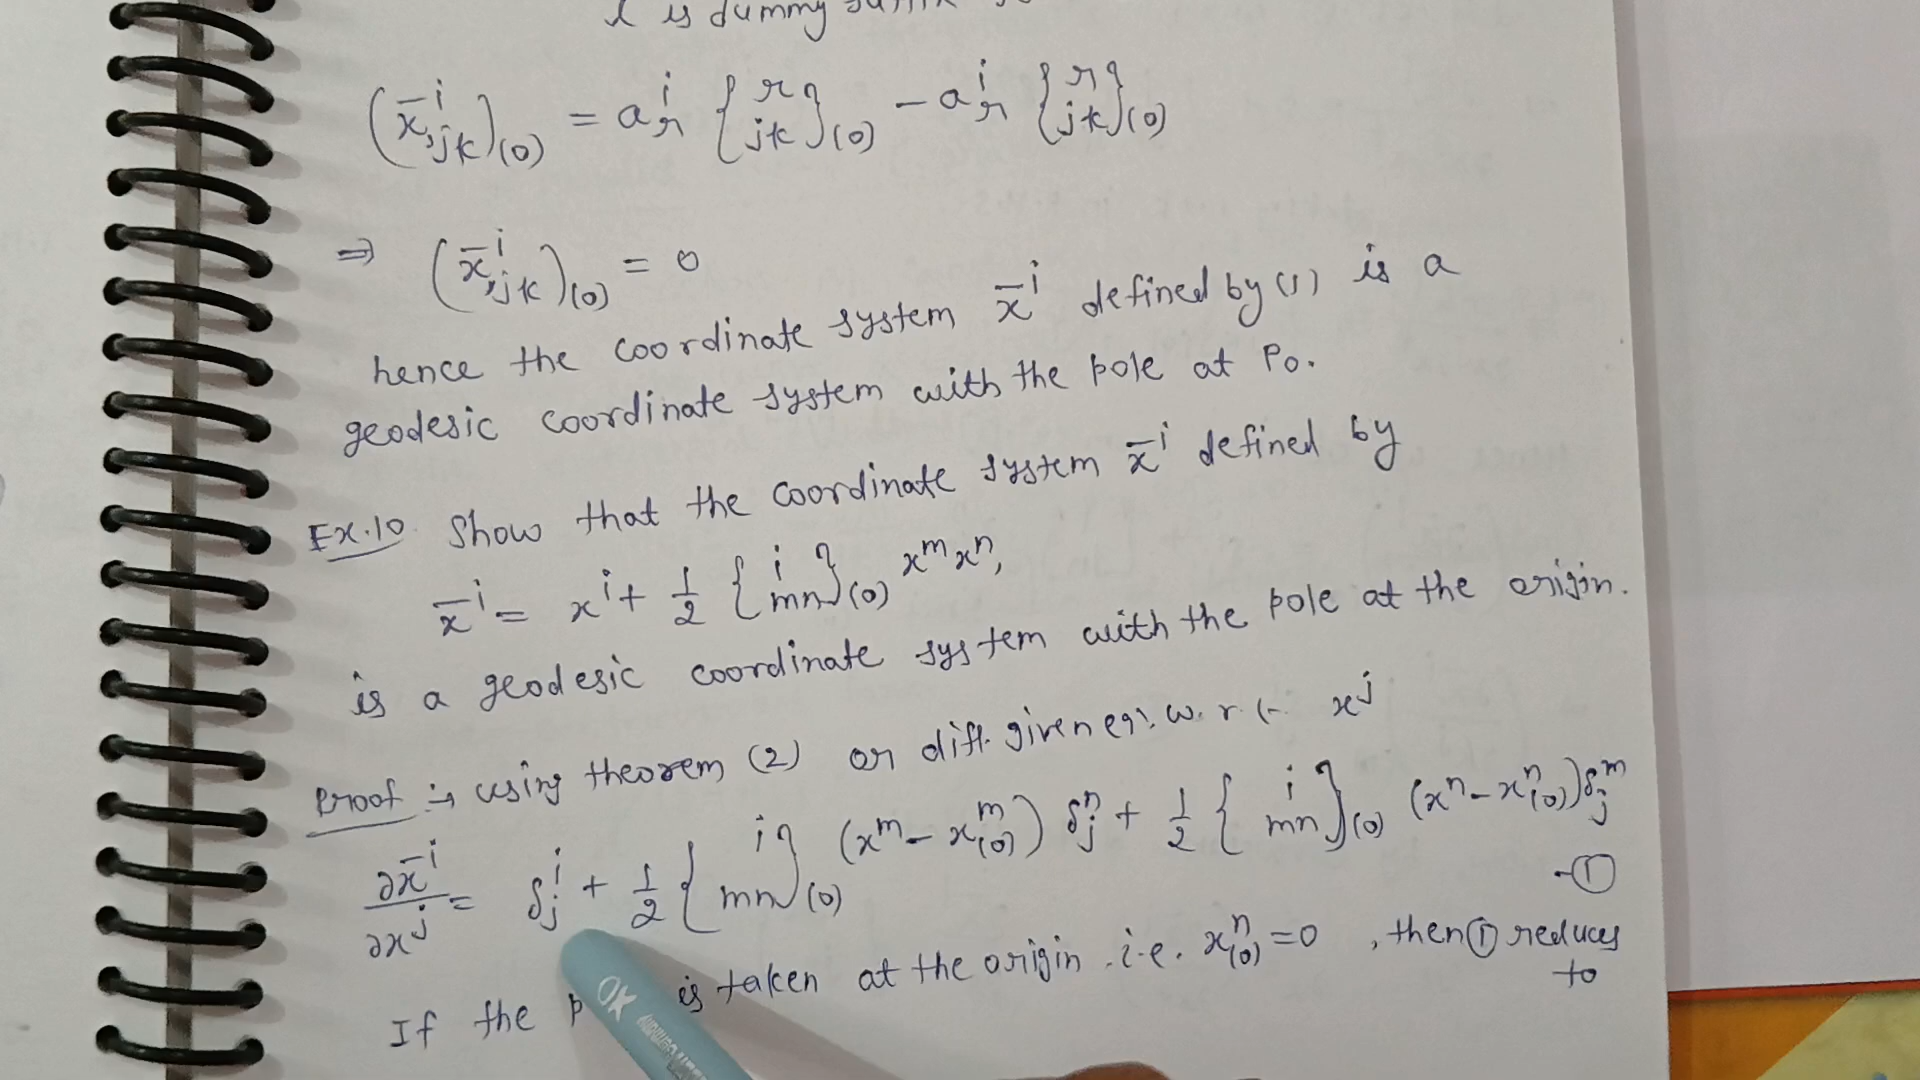 is dummy
(x̄^i_{,jk})_(0) = a^i_r {r jk}_(0) - a^i_r {r jk}_(0)
⇒ (x̄^i_{,jk})_(0) = 0
hence the coordinate system x̄^i defined by (1) is a
geodesic coordinate system with the pole at P0.
Ex.10. Show that the coordinate system x̄^i defined by
x̄^i = x^i + 1/2 {i mn}_(0) x^m x^n,
is a geodesic coordinate system with the pole at the origin.
Proof :→ using theorem (2) or diff. given eqn. w. r. t. x^j
∂x̄^i/∂x^j = δ^i_j + 1/2 {i mn}_(0) (x^m - x^m_(0)) δ^n_j + 1/2 {i mn}_(0) (x^n - x^n_(0)) δ^m_j
-①
If the p is taken at the origin .i.e. x^n_(0) = 0 , then ① reduces
to
OK